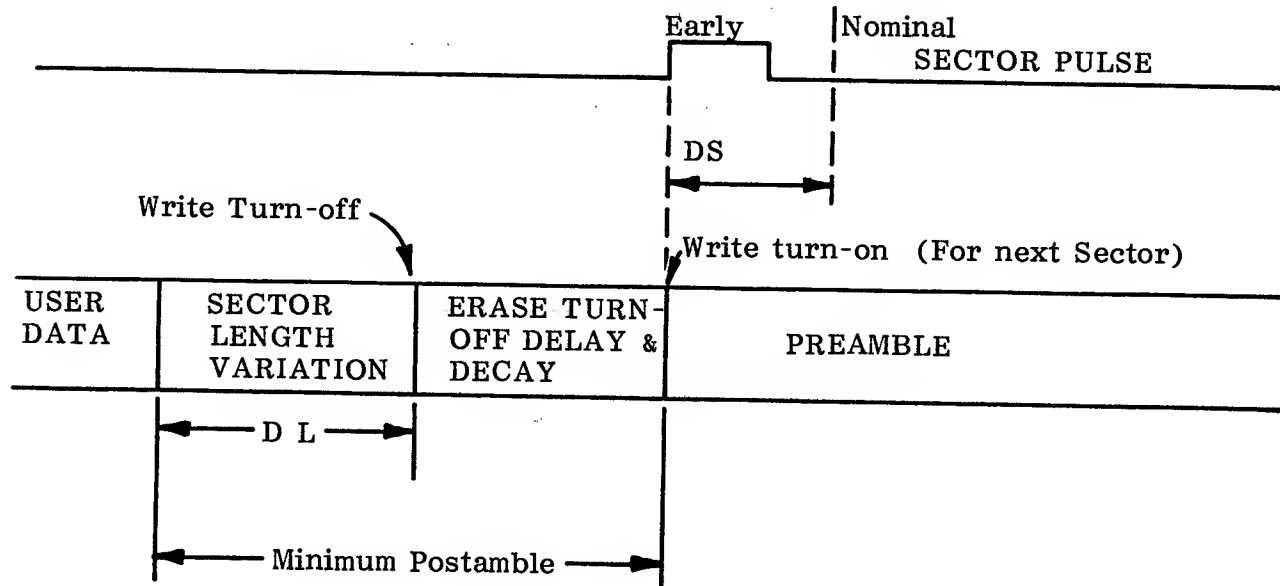 Early
Nominal
SECTOR PULSE
DS
Write Turn-off
Write turn-on (For next Sector)
USER
DATA
SECTOR
LENGTH
VARIATION
ERASE TURN-
OFF DELAY &
DECAY
PREAMBLE
D L
Minimum Postamble